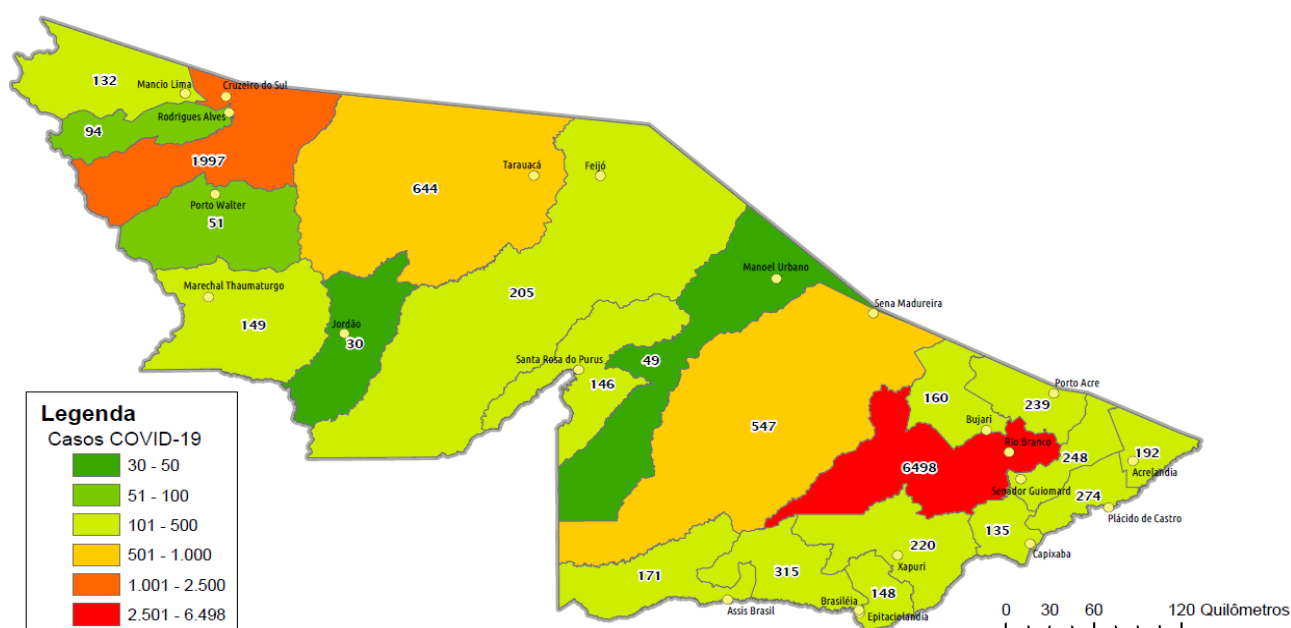 132
Mancio Lima
Cruzeiro do Sul
Rodrigues Alves
94
1997
Tarauacá
Feijó
644
Porto Walter
51
Manoel Urbano
Marechal Thaumaturgo
205
Sena Madureira
149
Jordão
30
Santa Rosa do Purus
49
146
Porto Acre
160
239
Bujari
547
Rio Branco
248
192
Acrelandia
6498
Senador Guiomard
274
Plácido de Castro
135
220
Capixaba
Xapuri
171
315
148
Assis Brasil
Brasiléia
Epitaciolandia
Legenda
Casos COVID-19
30 - 50
51 - 100
101 - 500
501 - 1.000
1.001 - 2.500
2.501 - 6.498
0 30 60 120 Quilômetros